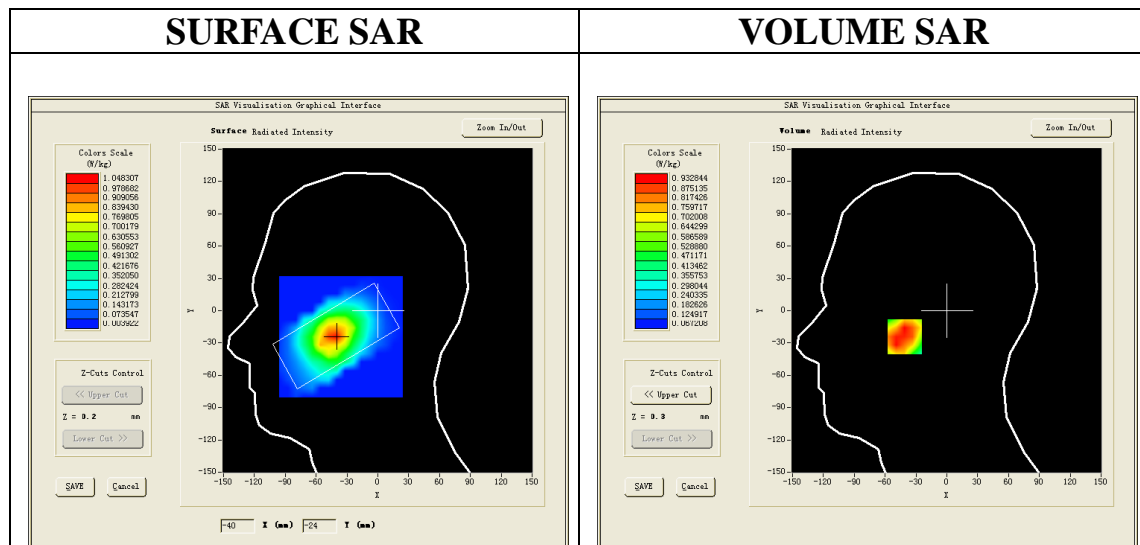 SURFACE SAR
VOLUME SAR
SAR Visualisation Graphical Interface
Surface Radiated Intensity
Zoom In/Out
Colors Scale
(W/kg)
1.048307
0.978682
0.909056
0.839430
0.769805
0.700179
0.630553
0.560927
0.491302
0.421676
0.352050
0.282424
0.212799
0.143173
0.073547
0.003922
Z-Cuts Control
<< Upper Cut
Z = 0.2 mm
Lower Cut >>
SAVE Cancel
150
120
90
60
30
0
-30
-60
-90
-120
-150
Y
-150 -120 -90 -60 -30 0 30 60 90 120 150
X
-40 X (mm) -24 Y (mm)
SAR Visualisation Graphical Interface
Volume Radiated Intensity
Zoom In/Out
Colors Scale
(W/kg)
0.932844
0.875135
0.817426
0.759717
0.702008
0.644299
0.586589
0.528880
0.471171
0.413462
0.355753
0.298044
0.240335
0.182626
0.124917
0.067208
Z-Cuts Control
<< Upper Cut
Z = 0.3 mm
Lower Cut >>
SAVE Cancel
150
120
90
60
30
0
-30
-60
-90
-120
-150
Y
-150 -120 -90 -60 -30 0 30 60 90 120 150
X